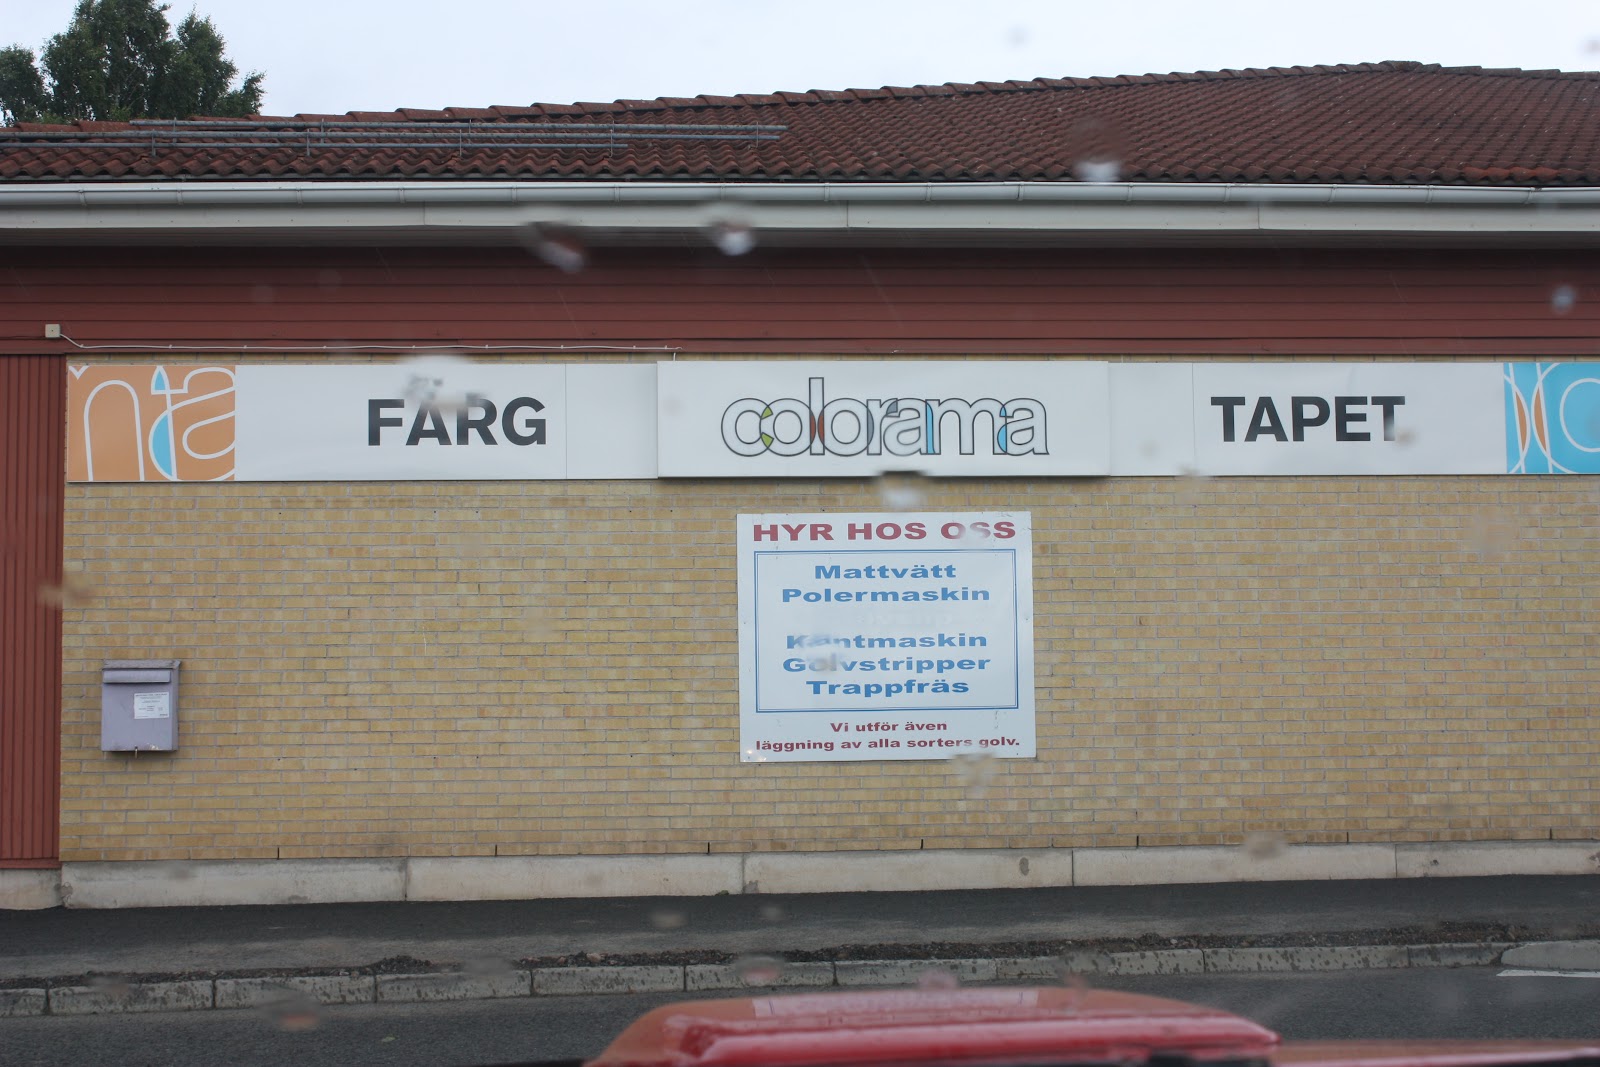 FÄRG
colorama
TAPET
HYR HOS OSS
Mattvätt
Polermaskin
Kantmaskin
Golvstripper
Trappfräs
Vi utför även
läggning av alla sorters golv.